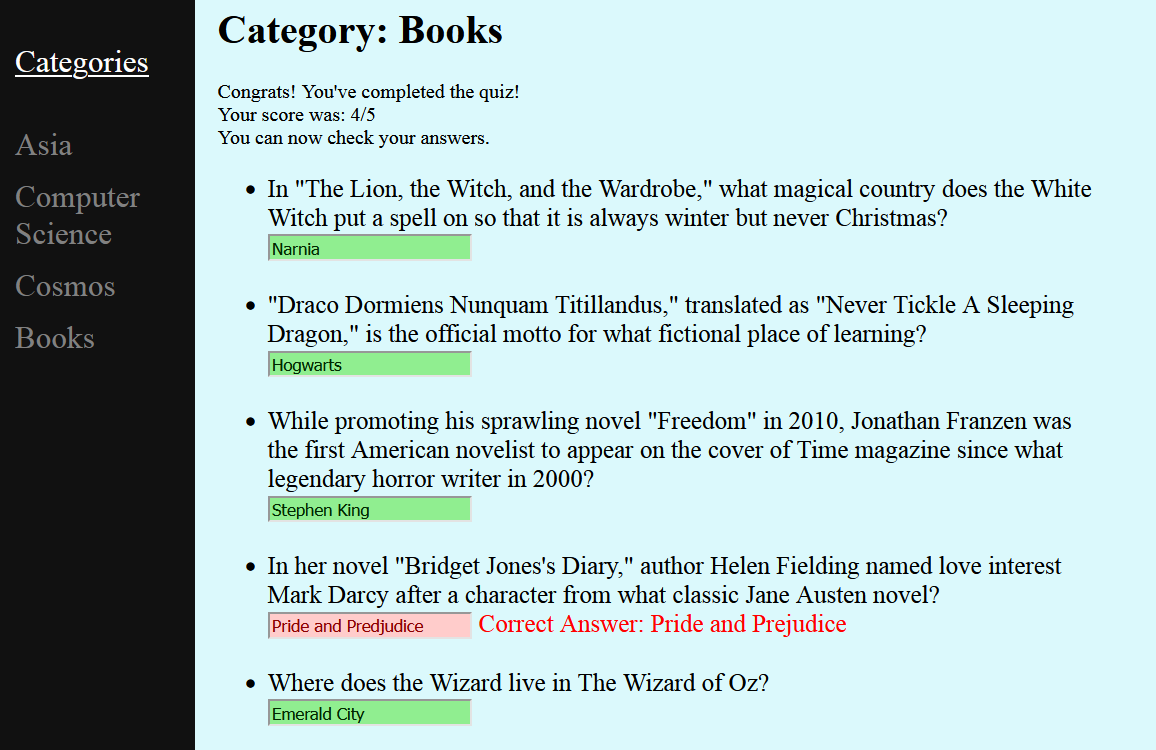 Categories
Asia
Computer
Science
Cosmos
Books
Category: Books
Congrats! You've completed the quiz!
Your score was: 4/5
You can now check your answers.
In "The Lion, the Witch, and the Wardrobe," what magical country does the White
Witch put a spell on so that it is always winter but never Christmas?
Narnia
"Draco Dormiens Nunquam Titillandus," translated as "Never Tickle A Sleeping
Dragon," is the official motto for what fictional place of learning?
Hogwarts
While promoting his sprawling novel "Freedom" in 2010, Jonathan Franzen was
the first American novelist to appear on the cover of Time magazine since what
legendary horror writer in 2000?
Stephen King
In her novel "Bridget Jones's Diary," author Helen Fielding named love interest
Mark Darcy after a character from what classic Jane Austen novel?
Pride and Predjudice Correct Answer: Pride and Prejudice
Where does the Wizard live in The Wizard of Oz?
Emerald City